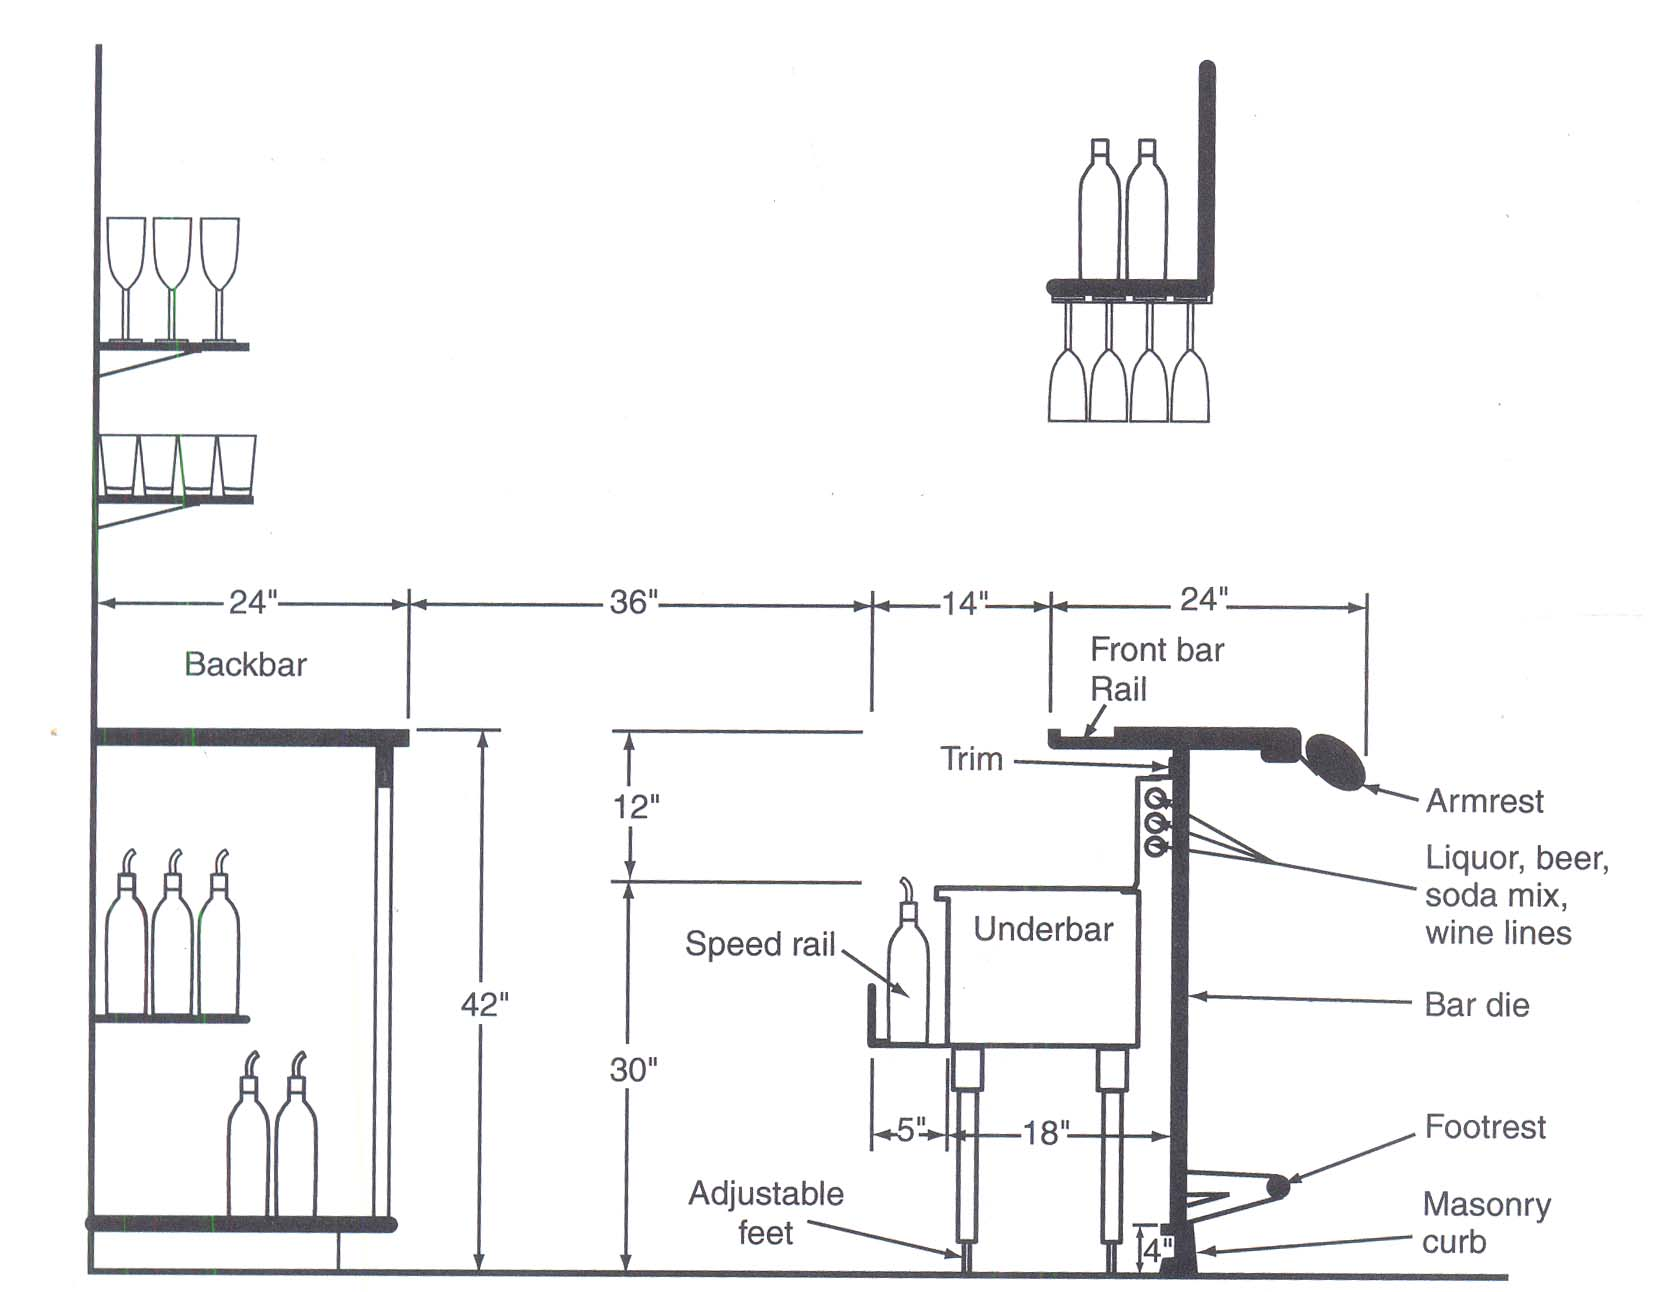 24"
36"
14"
24"
Backbar
Front bar
Rail
Trim
12"
Armrest
Liquor, beer,
soda mix,
wine lines
Speed rail
Underbar
42"
Bar die
30"
5"
18"
Footrest
Adjustable
feet
Masonry
curb
4"